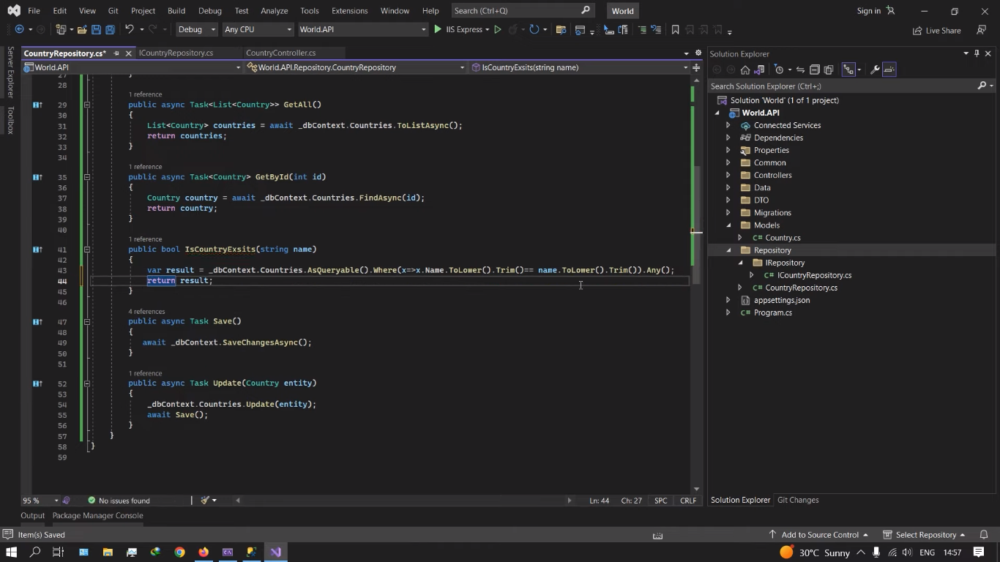 File Edit View Git Project Build Debug Test Analyze Tools Extensions Window Help Search (Ctrl+Q) World Sign in
Debug Any CPU World.API IIS Express Live Share
CountryRepository.cs* ICountryRepository.cs CountryController.cs
World.API World.API.Repository.CountryRepository IsCountryExsits(string name)
Server Explorer
Toolbox
27 }
28
1 reference
29 public async Task<List<Country>> GetAll()
30 {
31 List<Country> countries = await _dbContext.Countries.ToListAsync();
32 return countries;
33 }
34
1 reference
35 public async Task<Country> GetById(int id)
36 {
37 Country country = await _dbContext.Countries.FindAsync(id);
38 return country;
39 }
40
1 reference
41 public bool IsCountryExsits(string name)
42 {
43 var result = _dbContext.Countries.AsQueryable().Where(x=>x.Name.ToLower().Trim()== name.ToLower().Trim()).Any();
44 return result;
45 }
46
4 references
47 public async Task Save()
48 {
49 await _dbContext.SaveChangesAsync();
50 }
51
1 reference
52 public async Task Update(Country entity)
53 {
54 _dbContext.Countries.Update(entity);
55 await Save();
56 }
57 }
58 }
59
95 % No issues found Ln: 44 Ch: 27 SPC CRLF
Output Package Manager Console
Solution Explorer
Search Solution Explorer (Ctrl+;)
Solution 'World' (1 of 1 project)
World.API
Connected Services
Dependencies
Properties
Common
Controllers
Data
DTO
Migrations
Models
Country.cs
Repository
IRepository
ICountryRepository.cs
CountryRepository.cs
appsettings.json
Program.cs
Solution Explorer Git Changes
Item(s) Saved Add to Source Control Select Repository
30°C Sunny ENG 14:57